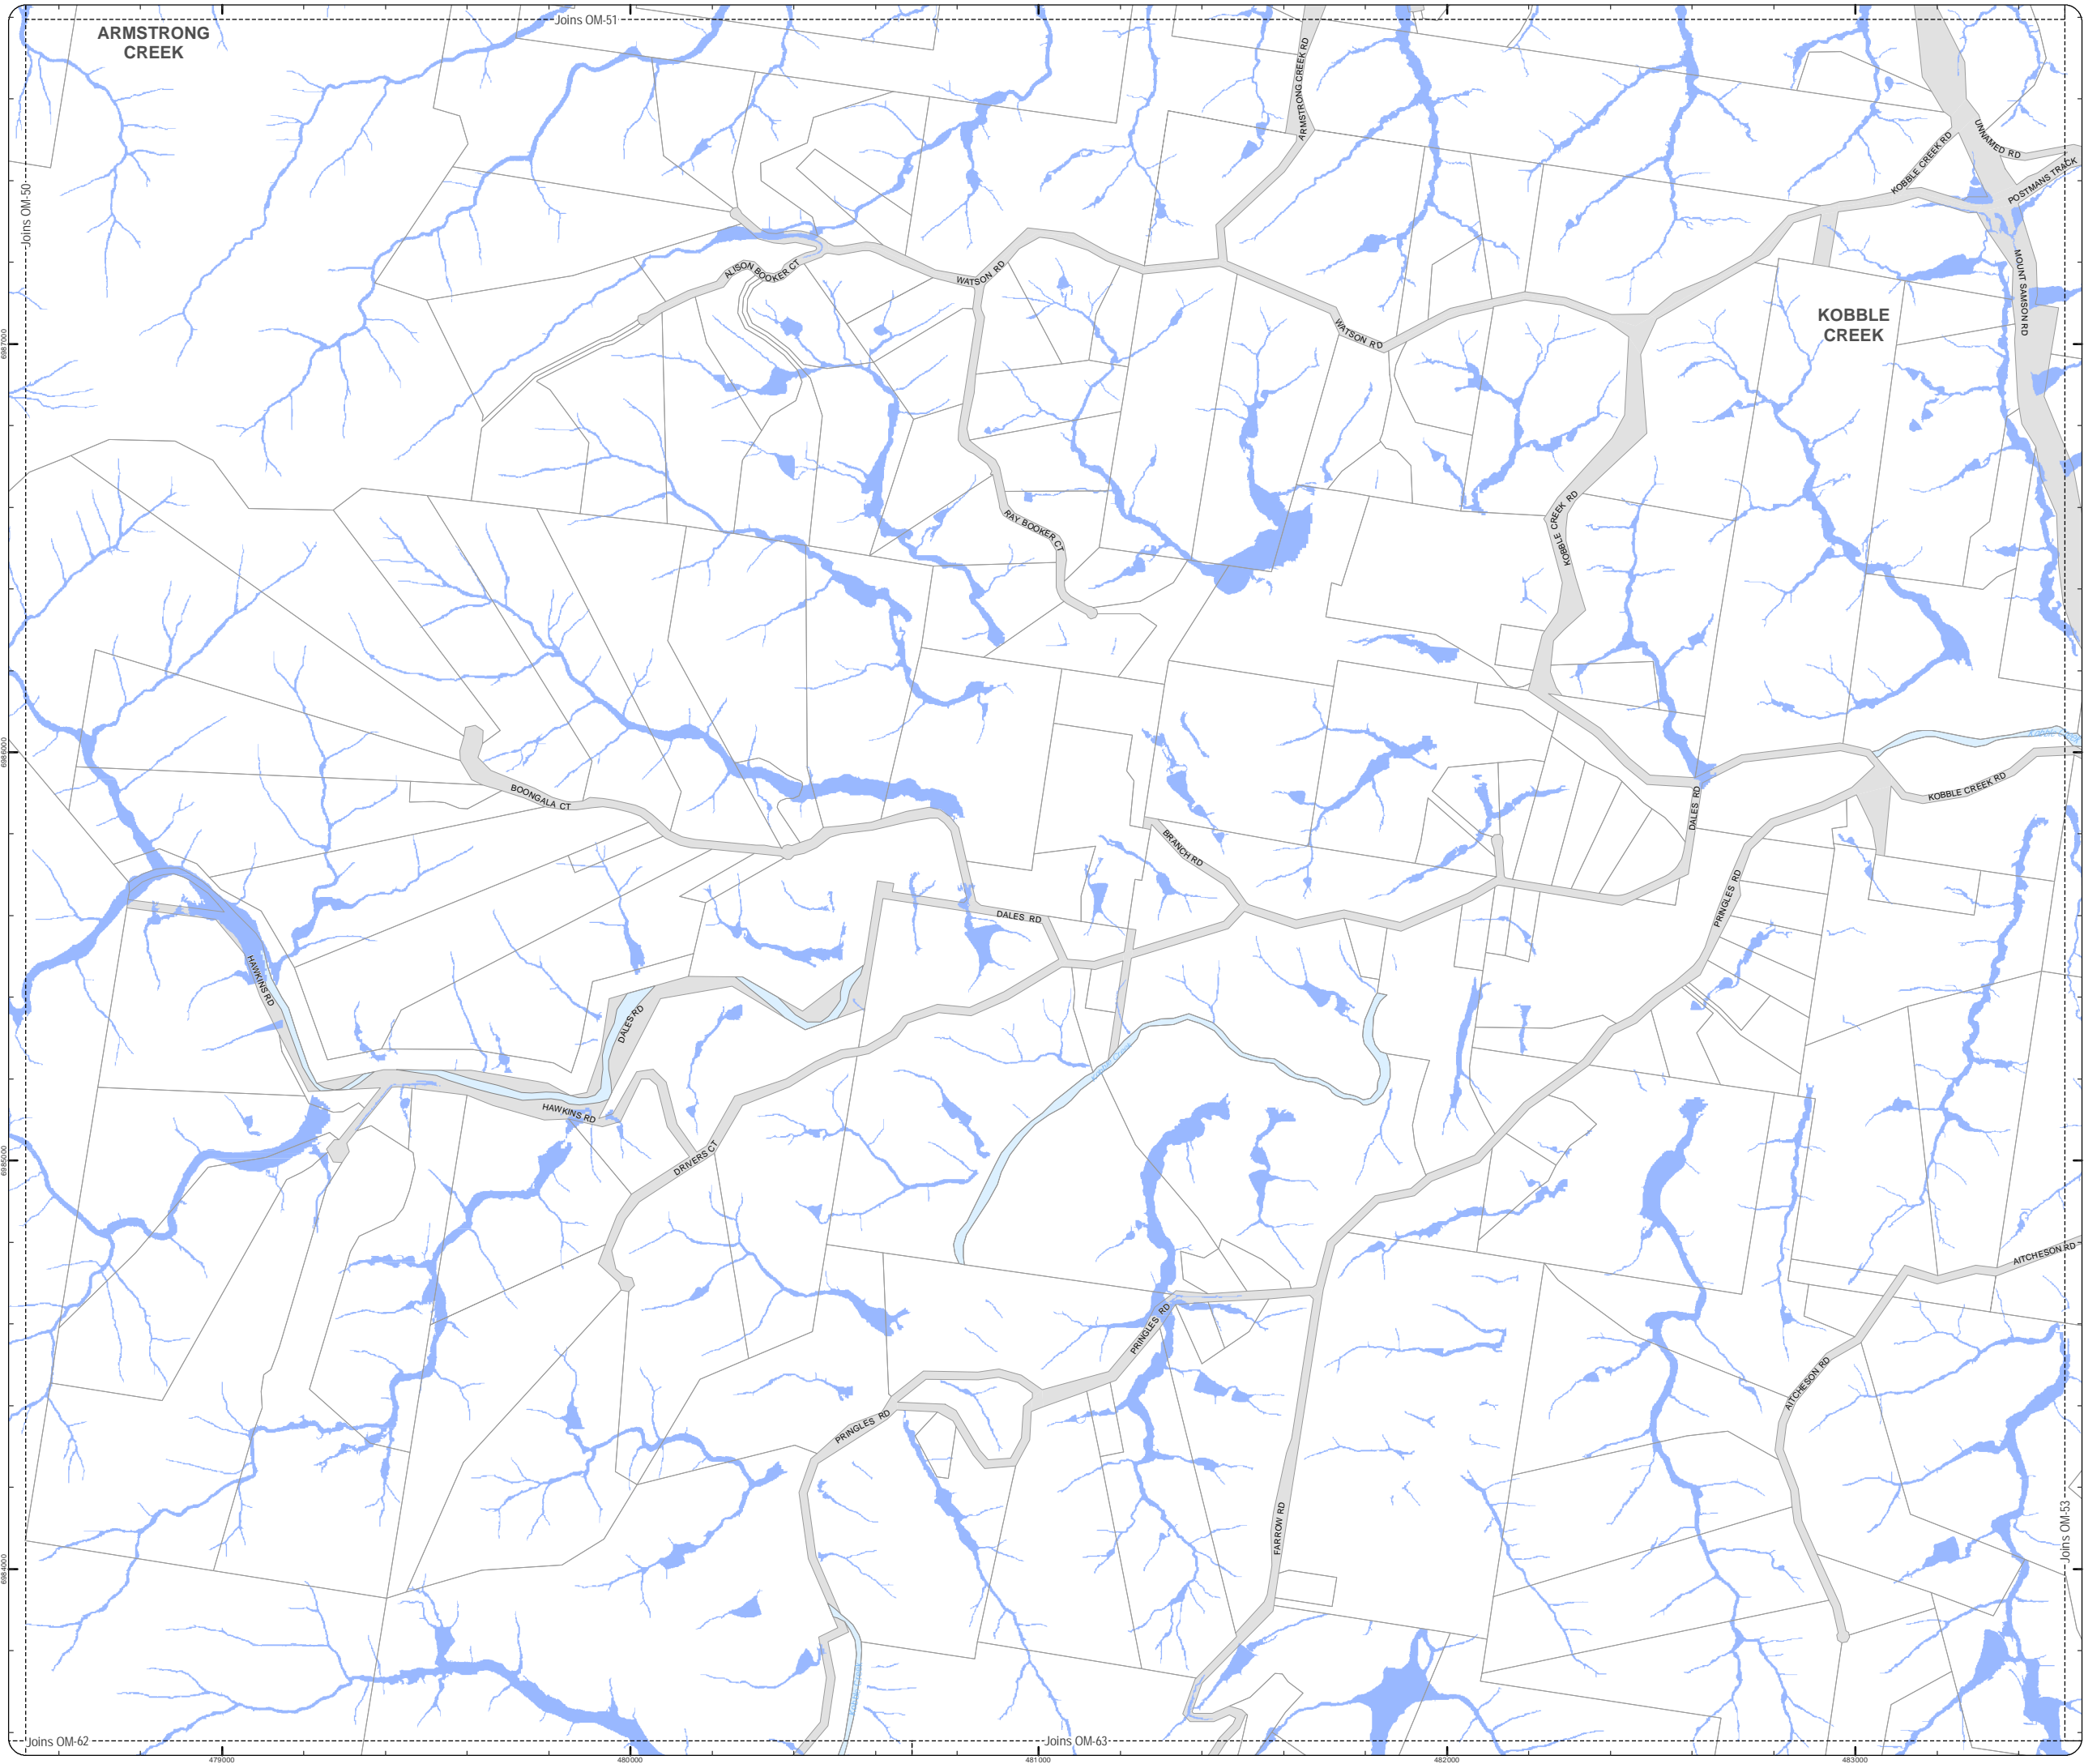 Joins OM-51
ARMSTRONG
CREEK
ARMSTRONG CREEK RD
UNNAMED RD
KOBBLE CREEK RD
POSTMANS TRACK
Joins OM-50
ALISON BOOKER CT
WATSON RD
MOUNT SAMSON RD
KOBBLE
CREEK
WATSON RD
6987000
KOBBLE CREEK RD
RAY BOOKER CT
6986000
BOONGALA CT
KOBBLE CREEK RD
DALES RD
BRANCH RD
PRINGLES RD
DALES RD
HAWKINS RD
DALES RD
HAWKINS RD
DRIVERS CT
6985000
AITCHESON RD
PRINGLES RD
AITCHESON RD
PRINGLES RD
FARROW RD
Joins OM-53
6984000
Joins OM-62
Joins OM-63
479000
480000
481000
482000
483000